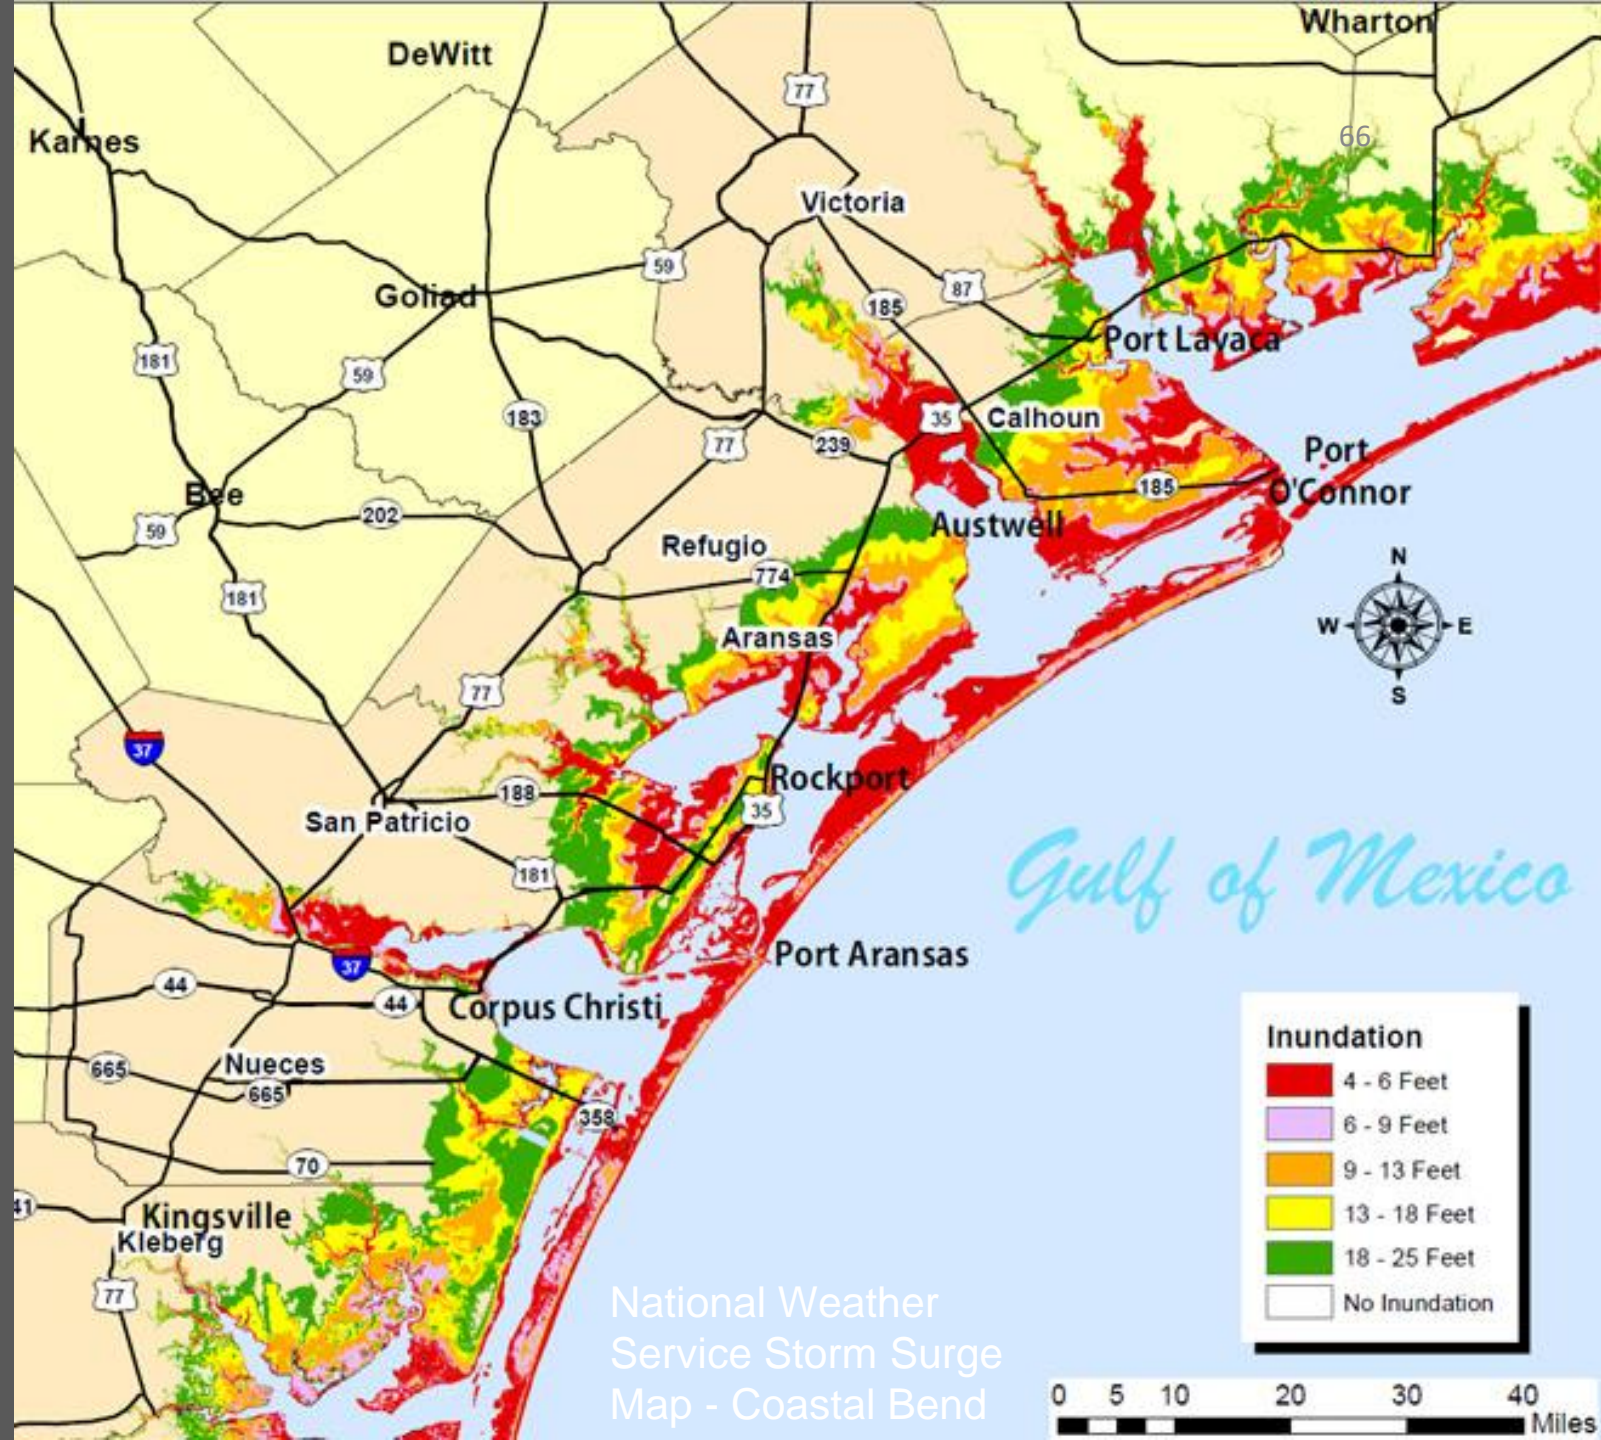 Wharton
DeWitt
77
Karnes
66
Victoria
59
87
Goliad
185
Port Lavaca
181
59
183
35
Calhoun
77
239
Port
O'Connor
Bee
185
202
59
Austwell
Refugio
774
N
181
W
E
Aransas
S
77
37
Rockport
188
35
San Patricio
Gulf of Mexico
181
Port Aransas
37
44
44
Corpus Christi
Nueces
665
665
358
70
41
Kingsville
Kleberg
77
Inundation
4 - 6 Feet
6 - 9 Feet
9 - 13 Feet
13 - 18 Feet
18 - 25 Feet
No Inundation
National Weather
Service Storm Surge
Map - Coastal Bend
0 5 10 20 30 40
Miles